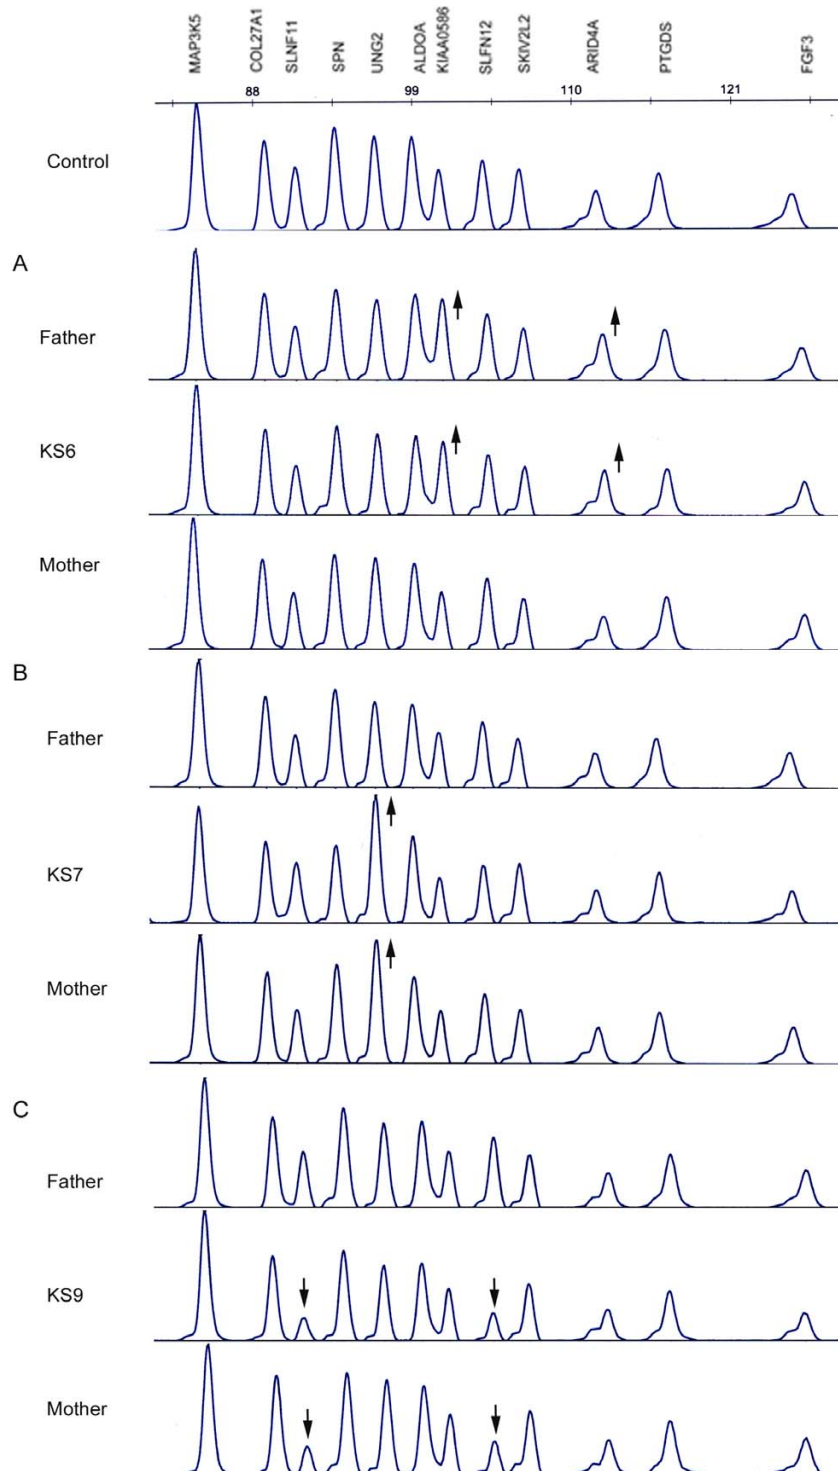 MAP3K5
COL27A1
SLNF11
SPN
UNG2
ALDOA
KIAA0586
SLFN12
SKIV2L2
ARID4A
PTGDS
FGF3
88 99 110 121
Control
A
Father
KS6
Mother
B
Father
KS7
Mother
C
Father
KS9
Mother